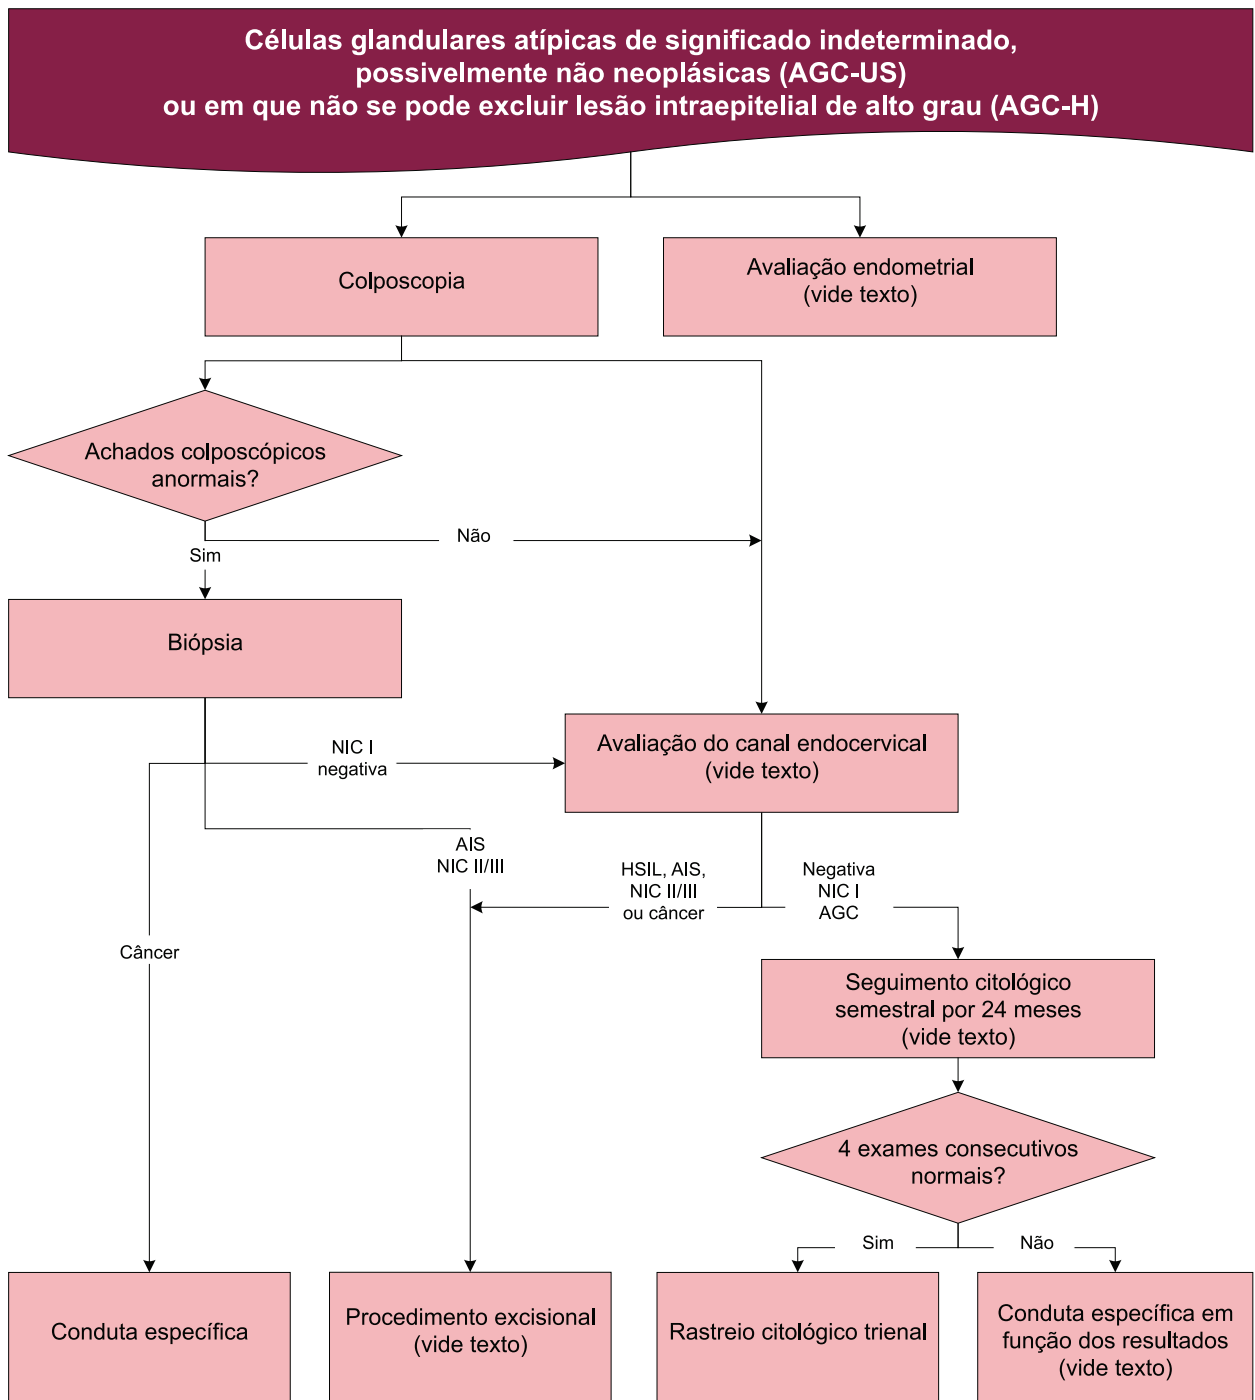 Células glandulares atípicas de significado indeterminado,
possivelmente não neoplásicas (AGC-US)
ou em que não se pode excluir lesão intraepitelial de alto grau (AGC-H)
Colposcopia
Avaliação endometrial
(vide texto)
Achados colposcópicos
anormais?
Não
Sim
Biópsia
NIC I
negativa
Avaliação do canal endocervical
(vide texto)
AIS
NIC II/III
HSIL, AIS,
NIC II/III
ou câncer
Negativa
NIC I
AGC
Câncer
Seguimento citológico
semestral por 24 meses
(vide texto)
4 exames consecutivos
normais?
Sim
Não
Conduta específica
Procedimento excisional
(vide texto)
Rastreio citológico trienal
Conduta específica em
função dos resultados
(vide texto)